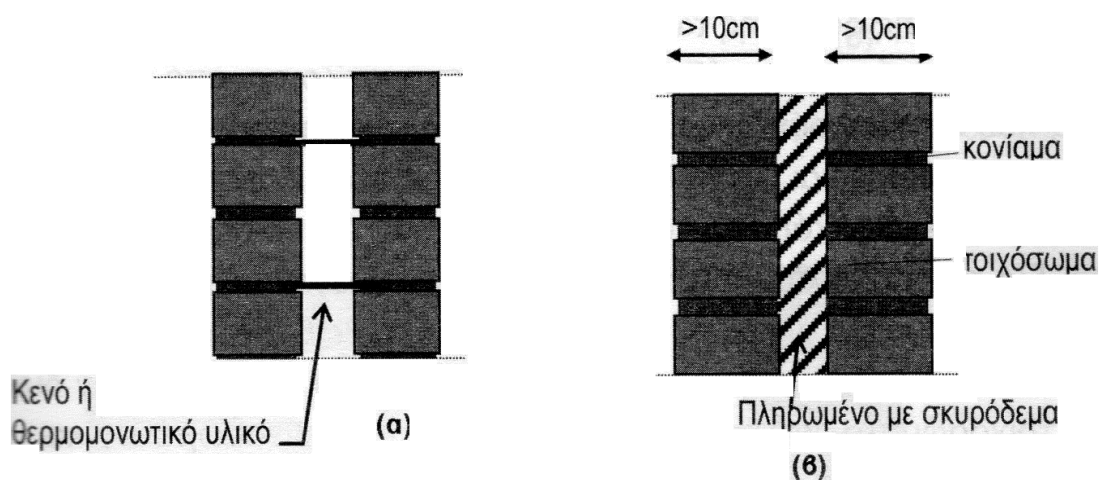 >10cm >10cm
κονίαμα
τοιχόσωμα
Κενό ή
θερμομονωτικό υλικό
(α)
Πληρωμένο με σκυρόδεμα
(β)